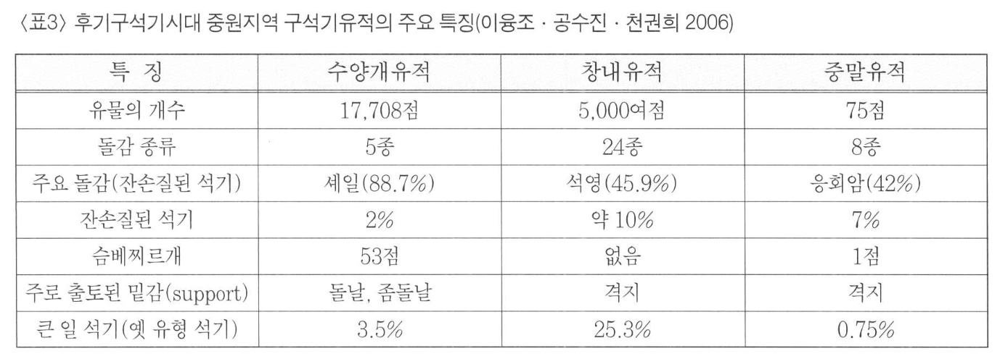 〈표3〉 후기구석기시대 중원지역 구석기유적의 주요 특징(이융조 · 공수진 · 천권희 2006)
특 징 수양개유적 창내유적 중말유적
유물의 개수 17,708점 5,000여점 75점
돌감 종류 5종 24종 8종
주요 돌감(잔손질된 석기) 셰일(88.7%) 석영(45.9%) 응회암(42%)
잔손질된 석기 2% 약 10% 7%
슴베찌르개 53점 없음 1점
주로 출토된 밑감(support) 돌날, 좀돌날 격지 격지
큰 일 석기(옛 유형 석기) 3.5% 25.3% 0.75%